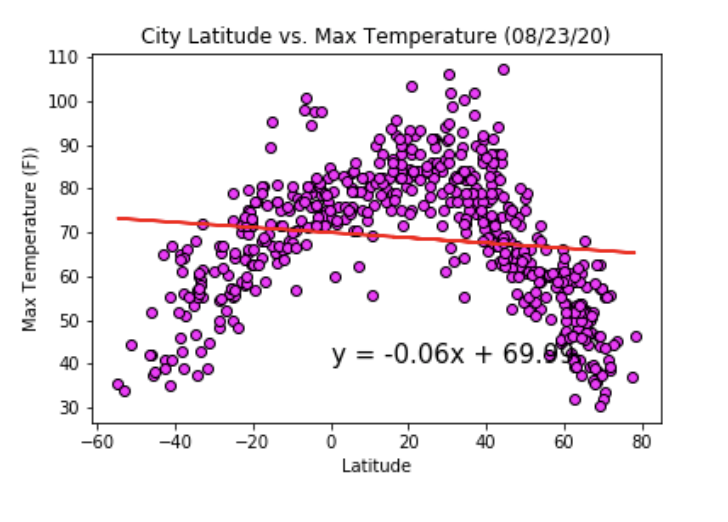 City Latitude vs. Max Temperature (08/23/20)
110
100
90
80
70
60
50
40
30
Max Temperature (F))
y = -0.06x + 69.99
−60 −40 −20 0 20 40 60 80
Latitude